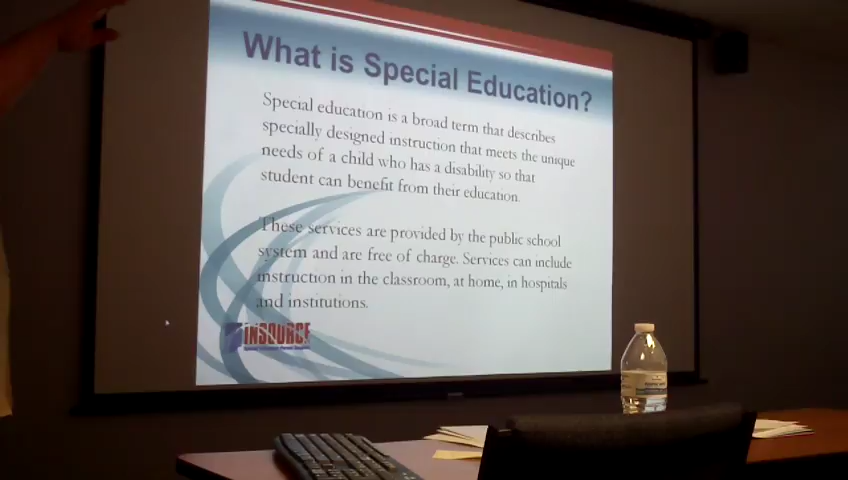 What is Special Education?
Special education is a broad term that describes
specially designed instruction that meets the unique
needs of a child who has a disability so that
student can benefit from their education.
These services are provided by the public school
system and are free of charge. Services can include
instruction in the classroom, at home, in hospitals
and institutions.
INSOURCE